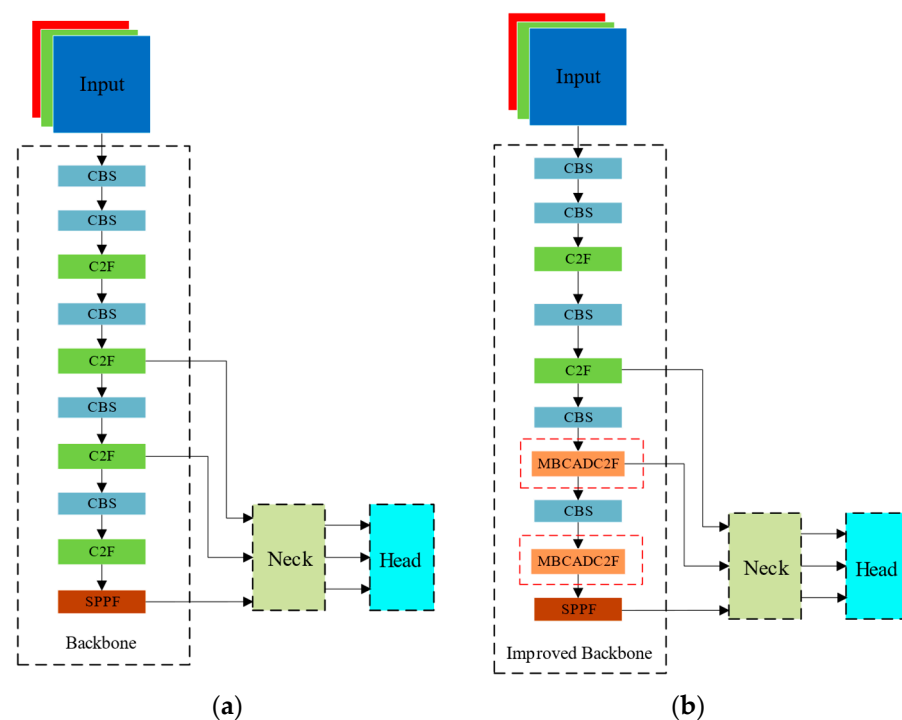 Input
CBS
CBS
C2F
CBS
C2F
CBS
C2F
CBS
C2F
SPPF
Backbone
Neck
Head
(a)
Input
CBS
CBS
C2F
CBS
C2F
CBS
MBCADC2F
CBS
MBCADC2F
SPPF
Improved Backbone
Neck
Head
(b)